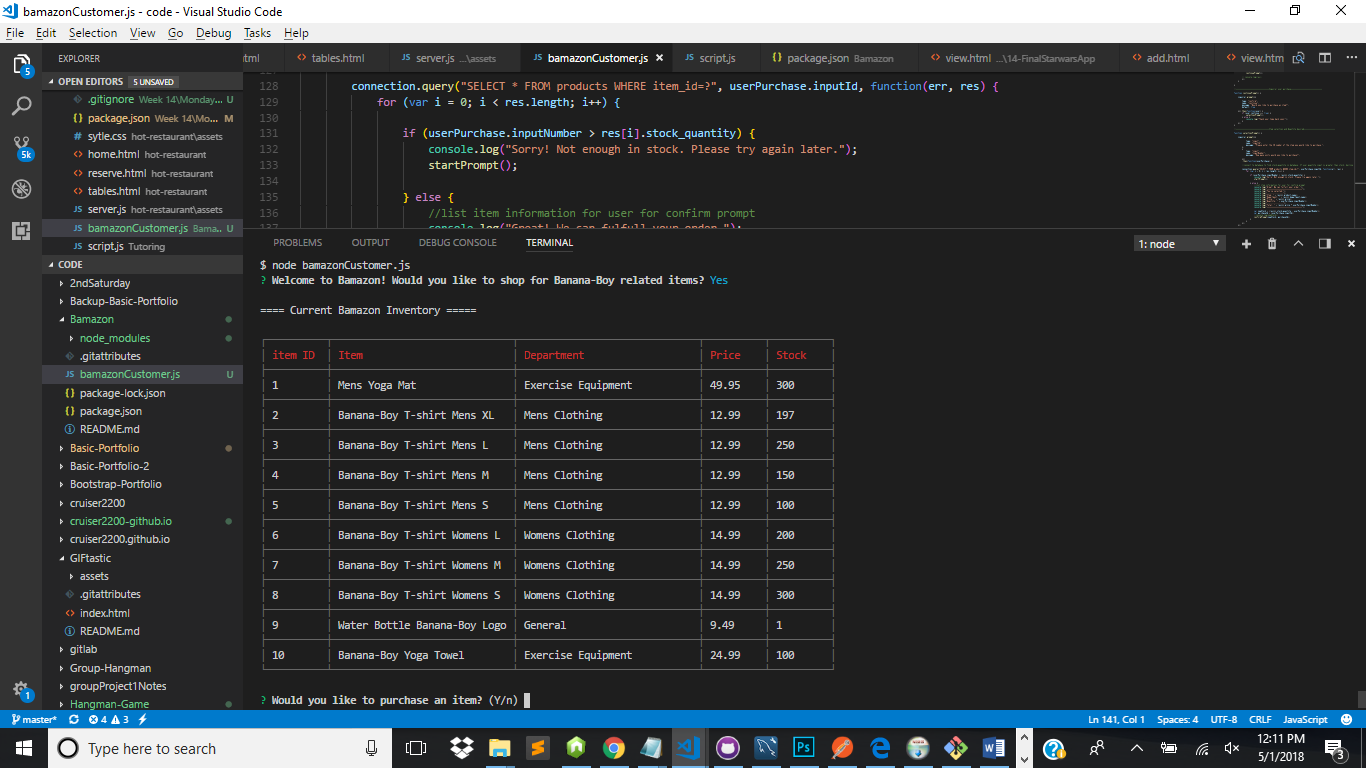 bamazonCustomer.js - code - Visual Studio Code
File Edit Selection View Go Debug Tasks Help
EXPLORER
OPEN EDITORS 5 UNSAVED
.gitignore Week 14\Monday... U
package.json Week 14\Mo... M
sytle.css hot-restaurant\assets
home.html hot-restaurant
reserve.html hot-restaurant
tables.html hot-restaurant
server.js hot-restaurant\assets
bamazonCustomer.js Bama... U
script.js Tutoring
CODE
2ndSaturday
Backup-Basic-Portfolio
Bamazon
node_modules
.gitattributes
bamazonCustomer.js U
package-lock.json
package.json
README.md
Basic-Portfolio
Basic-Portfolio-2
Bootstrap-Portfolio
cruiser2200
cruiser2200-github.io
cruiser2200.github.io
GIFtastic
assets
.gitattributes
index.html
README.md
gitlab
Group-Hangman
groupProject1Notes
Hangman-Game
5
5k
1
tml tables.html server.js ...\assets bamazonCustomer.js script.js package.json Bamazon view.html ...\14-FinalStarwarsApp add.html view.htm
128 connection.query("SELECT * FROM products WHERE item_id=?", userPurchase.inputId, function(err, res) {
129 for (var i = 0; i < res.length; i++) {
130
131 if (userPurchase.inputNumber > res[i].stock_quantity) {
132 console.log("Sorry! Not enough in stock. Please try again later.");
133 startPrompt();
134
135 } else {
136 //list item information for user for confirm prompt
137 console.log("Great! We can fulfull your order.");
PROBLEMS OUTPUT DEBUG CONSOLE TERMINAL 1: node
$ node bamazonCustomer.js
? Welcome to Bamazon! Would you like to shop for Banana-Boy related items? Yes
==== Current Bamazon Inventory =====
item ID Item Department Price Stock
1 Mens Yoga Mat Exercise Equipment 49.95 300
2 Banana-Boy T-shirt Mens XL Mens Clothing 12.99 197
3 Banana-Boy T-shirt Mens L Mens Clothing 12.99 250
4 Banana-Boy T-shirt Mens M Mens Clothing 12.99 150
5 Banana-Boy T-shirt Mens S Mens Clothing 12.99 100
6 Banana-Boy T-shirt Womens L Womens Clothing 14.99 200
7 Banana-Boy T-shirt Womens M Womens Clothing 14.99 250
8 Banana-Boy T-shirt Womens S Womens Clothing 14.99 300
9 Water Bottle Banana-Boy Logo General 9.49 1
10 Banana-Boy Yoga Towel Exercise Equipment 24.99 100
? Would you like to purchase an item? (Y/n)
master* 4 3 Ln 141, Col 1 Spaces: 4 UTF-8 CRLF JavaScript
Type here to search
12:11 PM
5/1/2018
3